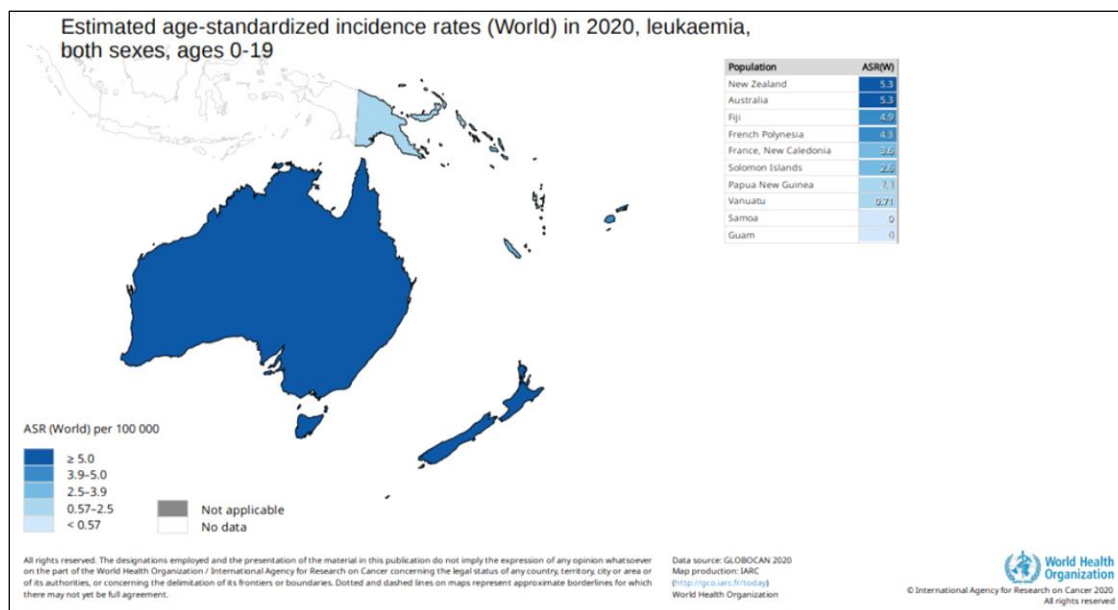 Estimated age-standardized incidence rates (World) in 2020, leukaemia,
both sexes, ages 0-19
Population ASR(W)
New Zealand 5.3
Australia 5.3
Fiji 4.9
French Polynesia 4.3
France, New Caledonia 3.6
Solomon Islands 2.6
Papua New Guinea
Vanuatu 0.71
Samoa 0
Guam 0
ASR (World) per 100 000
≥ 5.0
3.9–5.0
2.5–3.9
0.57–2.5
< 0.57
Not applicable
No data
All rights reserved. The designations employed and the presentation of the material in this publication do not imply the expression of any opinion whatsoever
on the part of the World Health Organization / International Agency for Research on Cancer concerning the legal status of any country, territory, city or area or
of its authorities, or concerning the delimitation of its frontiers or boundaries. Dotted and dashed lines on maps represent approximate borderlines for which
there may not yet be full agreement.
Data source: GLOBOCAN 2020
Map production: IARC
(http://gco.iarc.fr/today)
World Health Organization
World Health
Organization
© International Agency for Research on Cancer 2020
All rights reserved